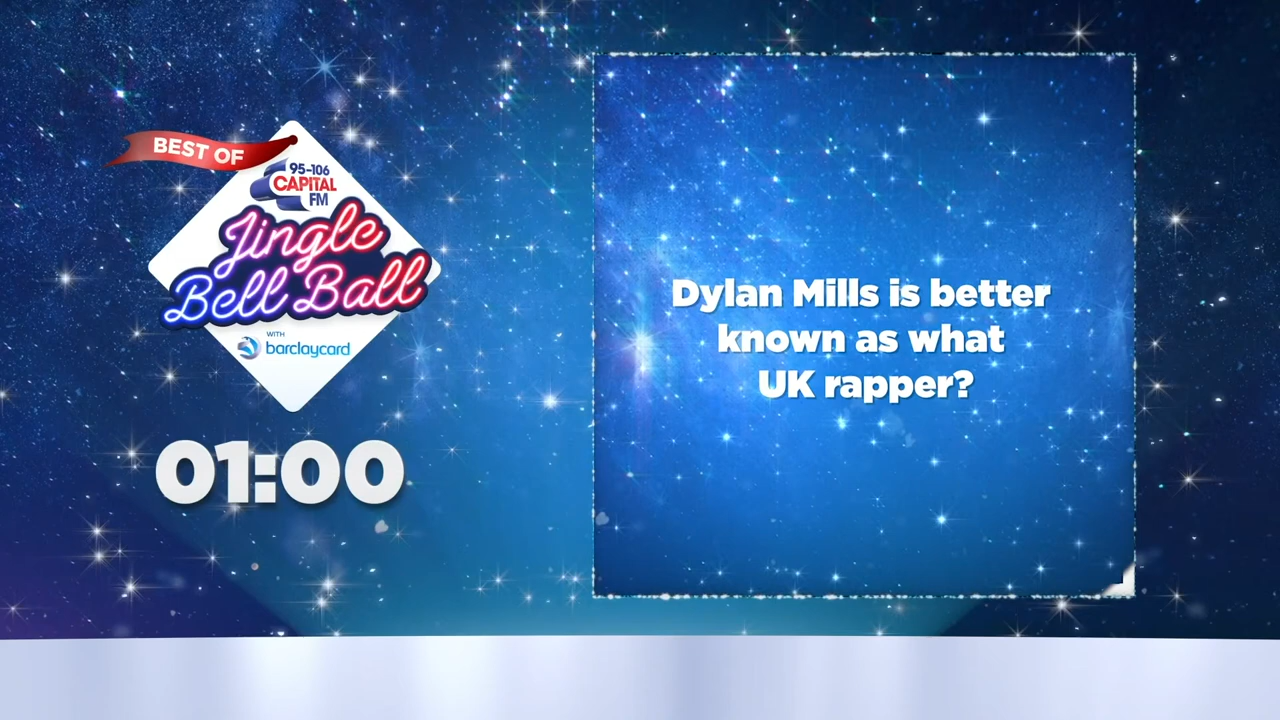 BEST OF
95-106
CAPITAL
FM
Jingle
Bell Ball
WITH
barclaycard
01:00
Dylan Mills is better
known as what
UK rapper?